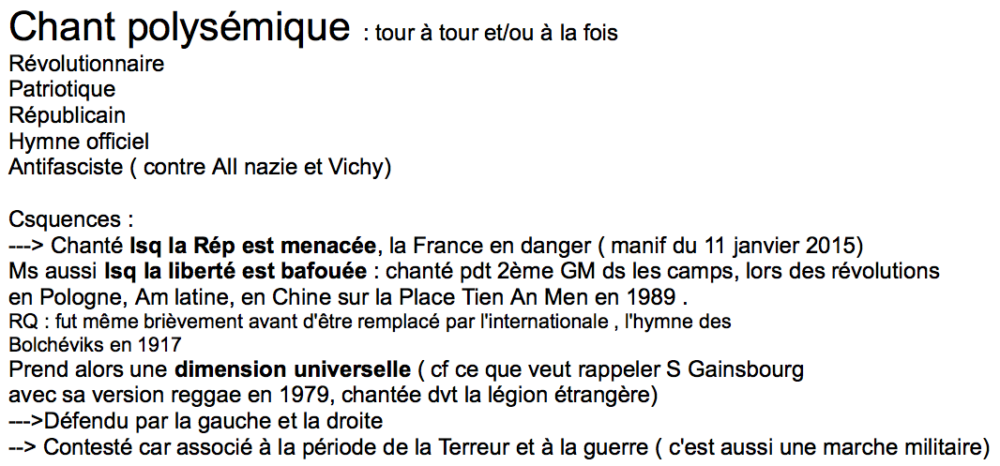 Chant polysémique : tour à tour et/ou à la fois
Révolutionnaire
Patriotique
Républicain
Hymne officiel
Antifasciste ( contre All nazie et Vichy)
Csquences :
---> Chanté lsq la Rép est menacée, la France en danger ( manif du 11 janvier 2015)
Ms aussi lsq la liberté est bafouée : chanté pdt 2ème GM ds les camps, lors des révolutions
en Pologne, Am latine, en Chine sur la Place Tien An Men en 1989 .
RQ : fut même brièvement avant d'être remplacé par l'internationale , l'hymne des
Bolchéviks en 1917
Prend alors une dimension universelle ( cf ce que veut rappeler S Gainsbourg
avec sa version reggae en 1979, chantée dvt la légion étrangère)
--->Défendu par la gauche et la droite
--> Contesté car associé à la période de la Terreur et à la guerre ( c'est aussi une marche militaire)